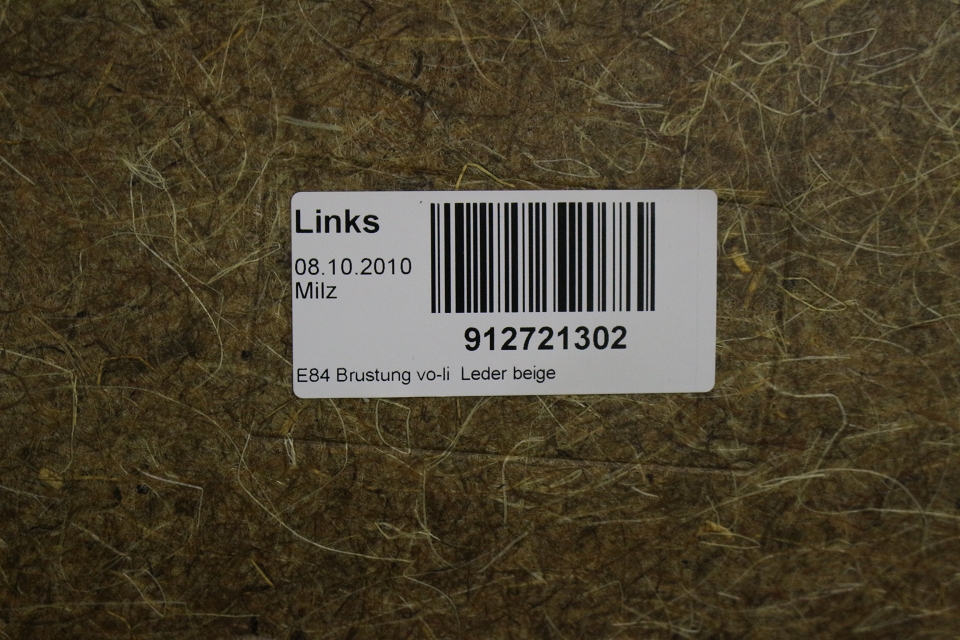 Links
08.10.2010
Milz
912721302
E84 Brustung vo-li Leder beige